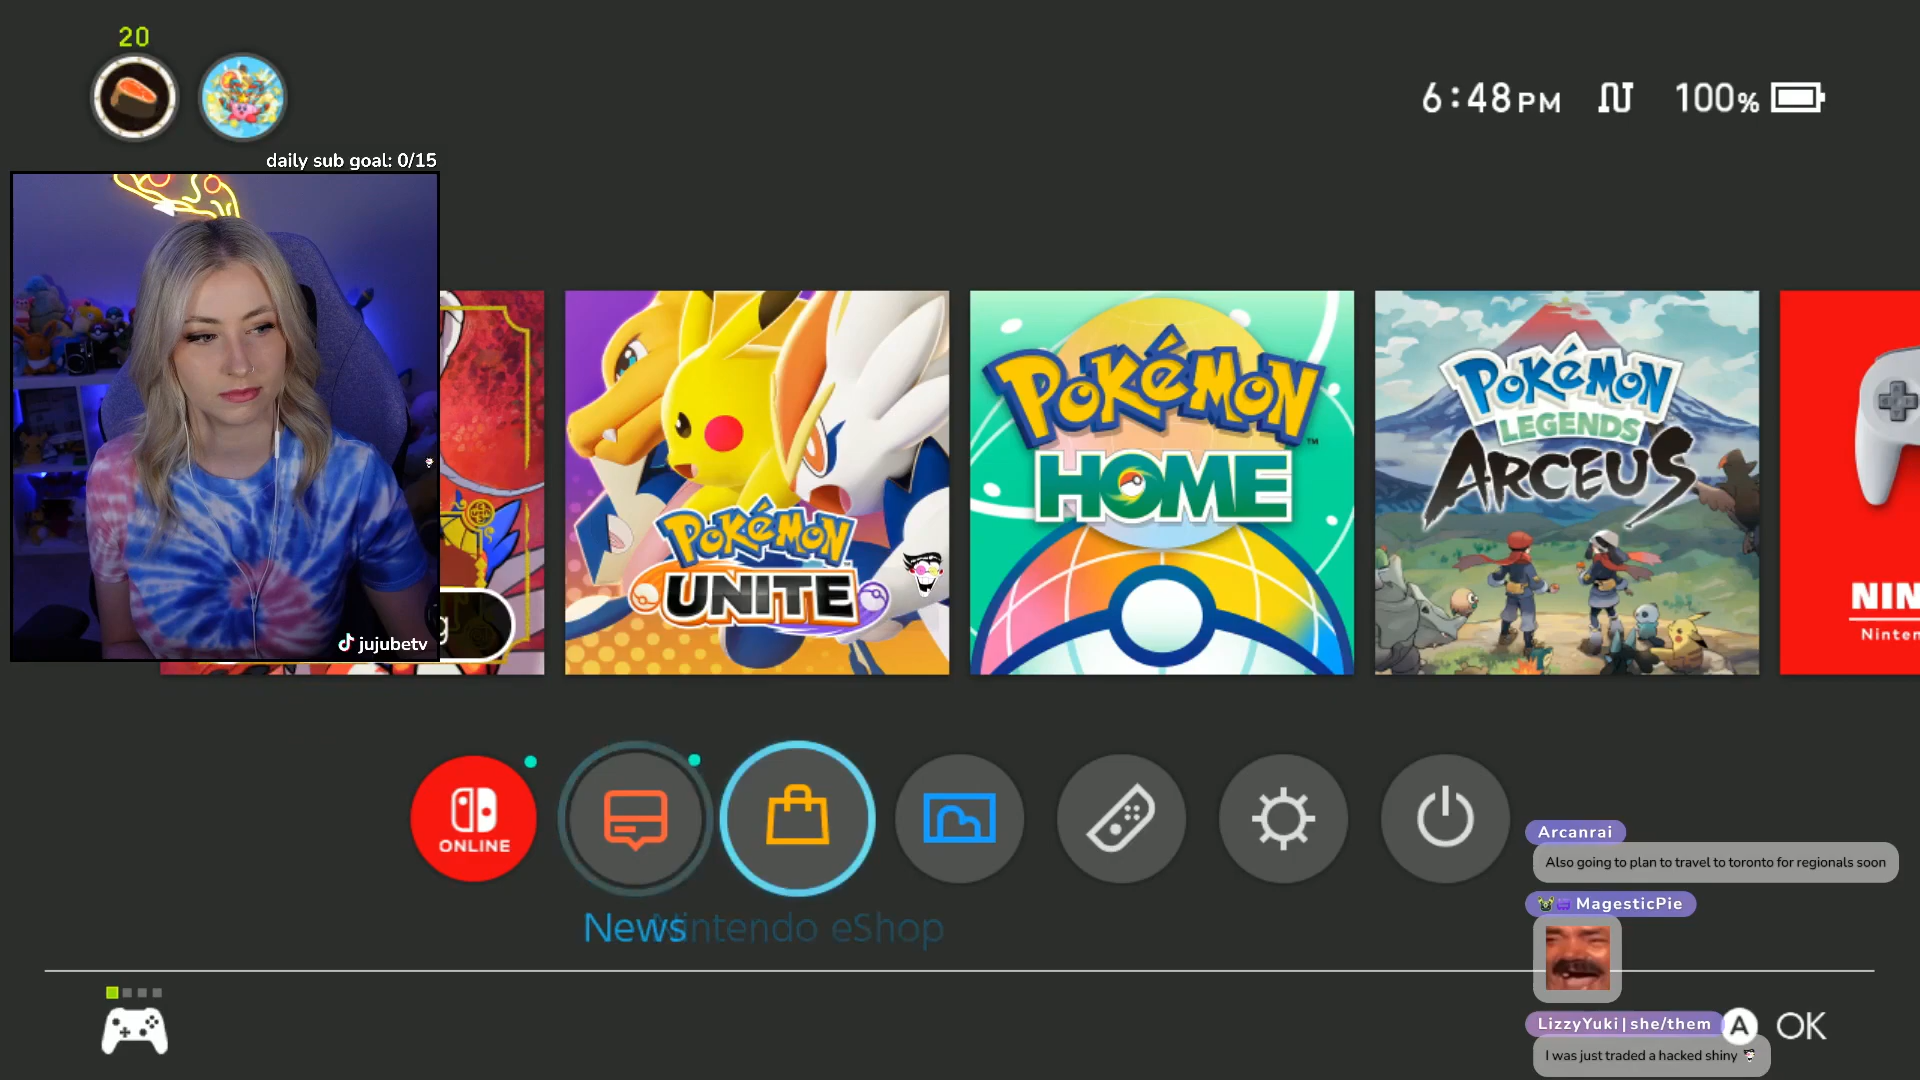 20
6:48 PM
100%
daily sub goal: 0/15
jujubetv
g
POKÉMON
UNITE
POKÉMON
HOME
POKÉMON
LEGENDS
ARCEUS
NIN
Ninten
ONLINE
News
Nintendo eShop
Arcanrai
Also going to plan to travel to toronto for regionals soon
MagesticPie
LizzyYuki | she/them
I was just traded a hacked shiny
A OK